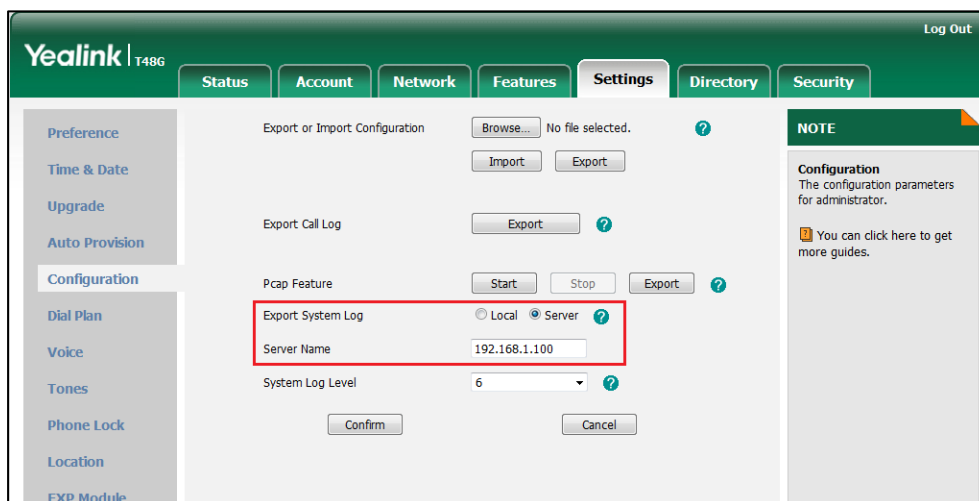 Log Out
Yealink | T48G
Status Account Network Features Settings Directory Security
Preference
Time & Date
Upgrade
Auto Provision
Configuration
Dial Plan
Voice
Tones
Phone Lock
Location
EXP Module
Export or Import Configuration Browse... No file selected. ?
Import Export
Export Call Log Export ?
Pcap Feature Start Stop Export ?
Export System Log Local Server ?
Server Name 192.168.1.100
System Log Level 6 ?
Confirm Cancel
NOTE
Configuration
The configuration parameters
for administrator.
? You can click here to get
more guides.